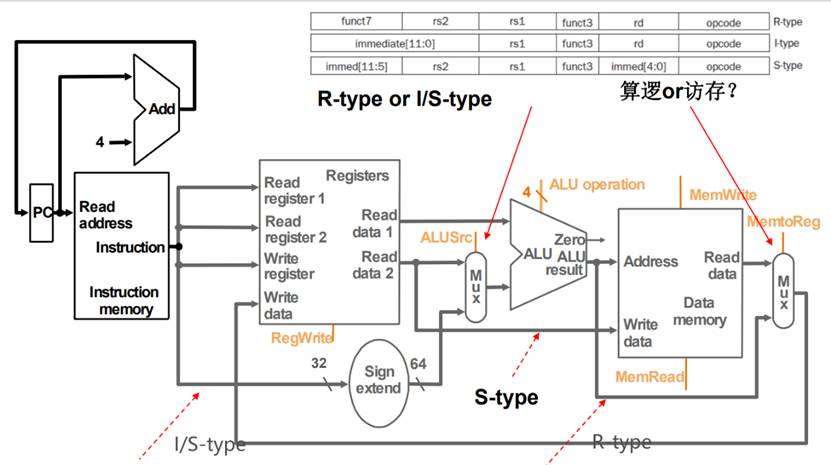 funct7 rs2 rs1 funct3 rd opcode R-type
immediate[11:0] rs1 funct3 rd opcode I-type
immed[11:5] rs2 rs1 funct3 immed[4:0] opcode S-type
R-type or I/S-type
算逻or访存?
Add
4
PC
Read
address
Instruction
Instruction
memory
Registers
Read
register 1
Read
register 2
Write
register
Write
data
Read
data 1
Read
data 2
RegWrite
ALUSrc
Mux
32
Sign
extend
64
4
ALU operation
Zero
ALU
ALU
result
MemWrite
Address
Read
data
Data
memory
Write
data
MemRead
MemtoReg
Mux
S-type
I/S-type
R-type